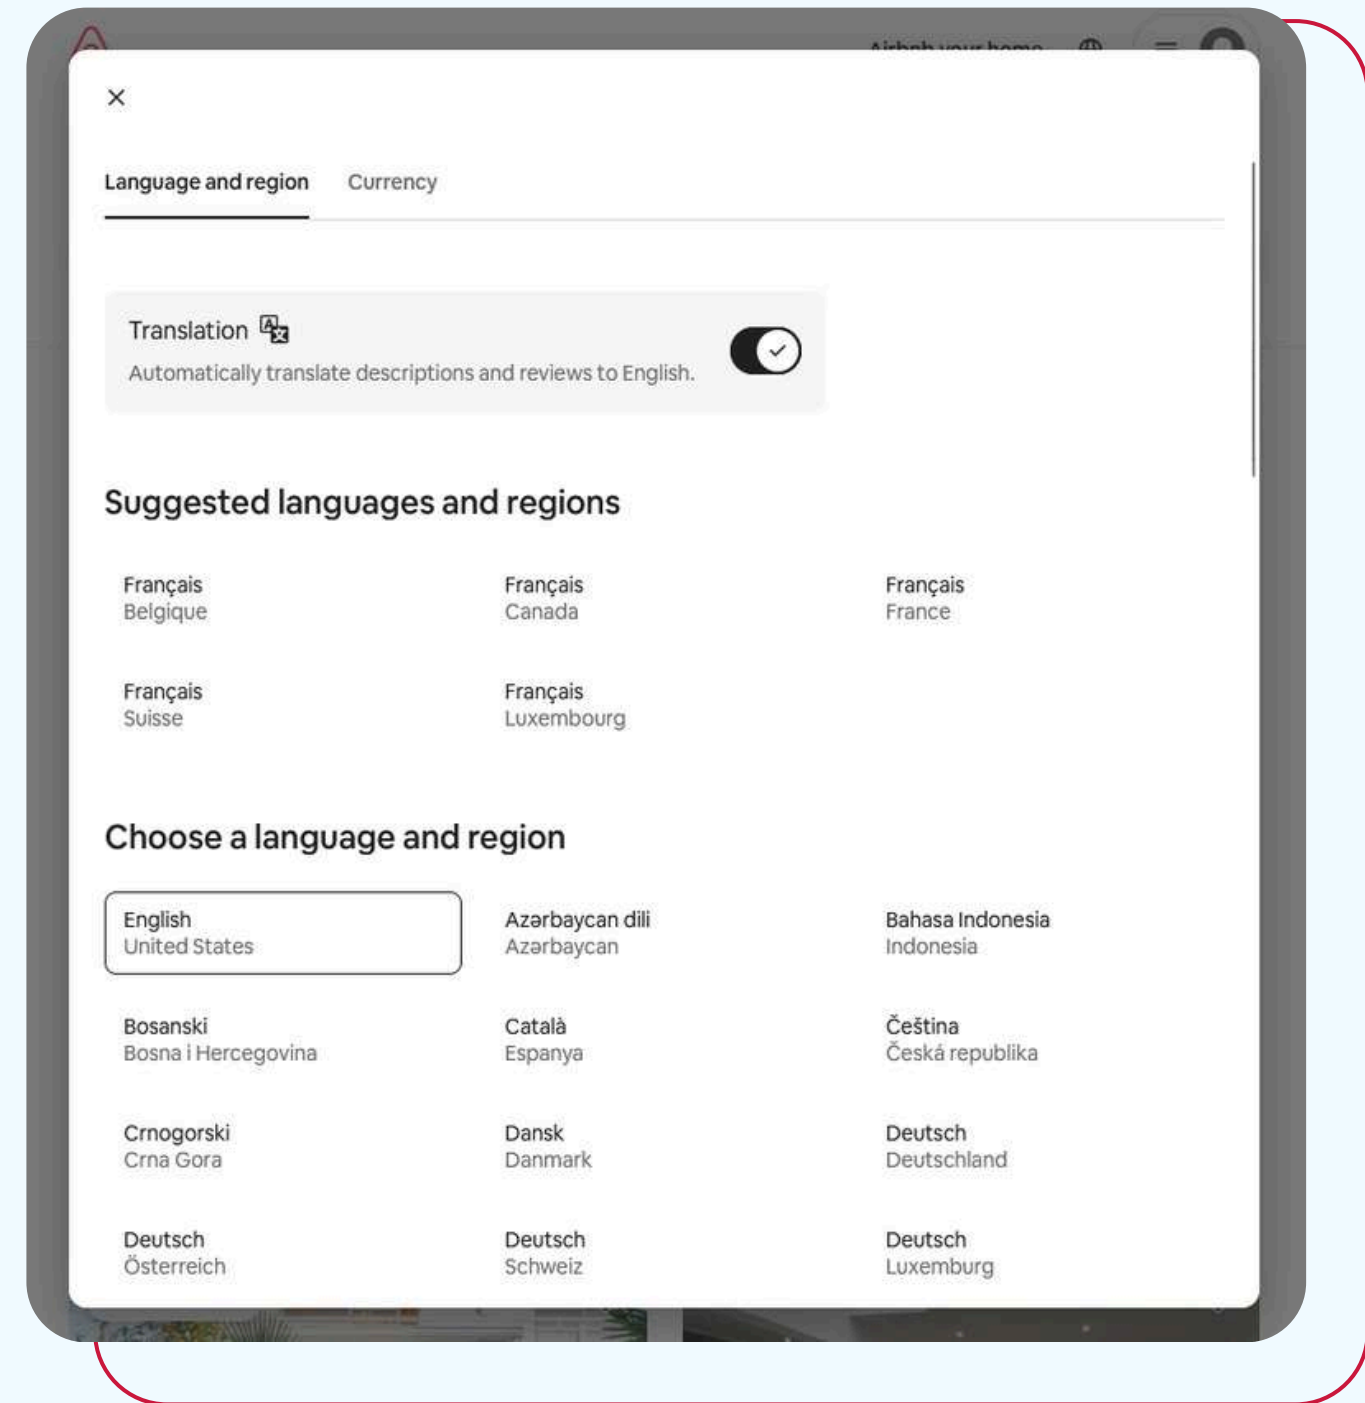 Airbnb your home
Language and region
Currency
Translation
Automatically translate descriptions and reviews to English.
Suggested languages and regions
Français
Belgique
Français
Canada
Français
France
Français
Suisse
Français
Luxembourg
Choose a language and region
English
United States
Azərbaycan dili
Azərbaycan
Bahasa Indonesia
Indonesia
Bosanski
Bosna i Hercegovina
Català
Espanya
Čeština
Česká republika
Crnogorski
Crna Gora
Dansk
Danmark
Deutsch
Deutschland
Deutsch
Österreich
Deutsch
Schweiz
Deutsch
Luxemburg